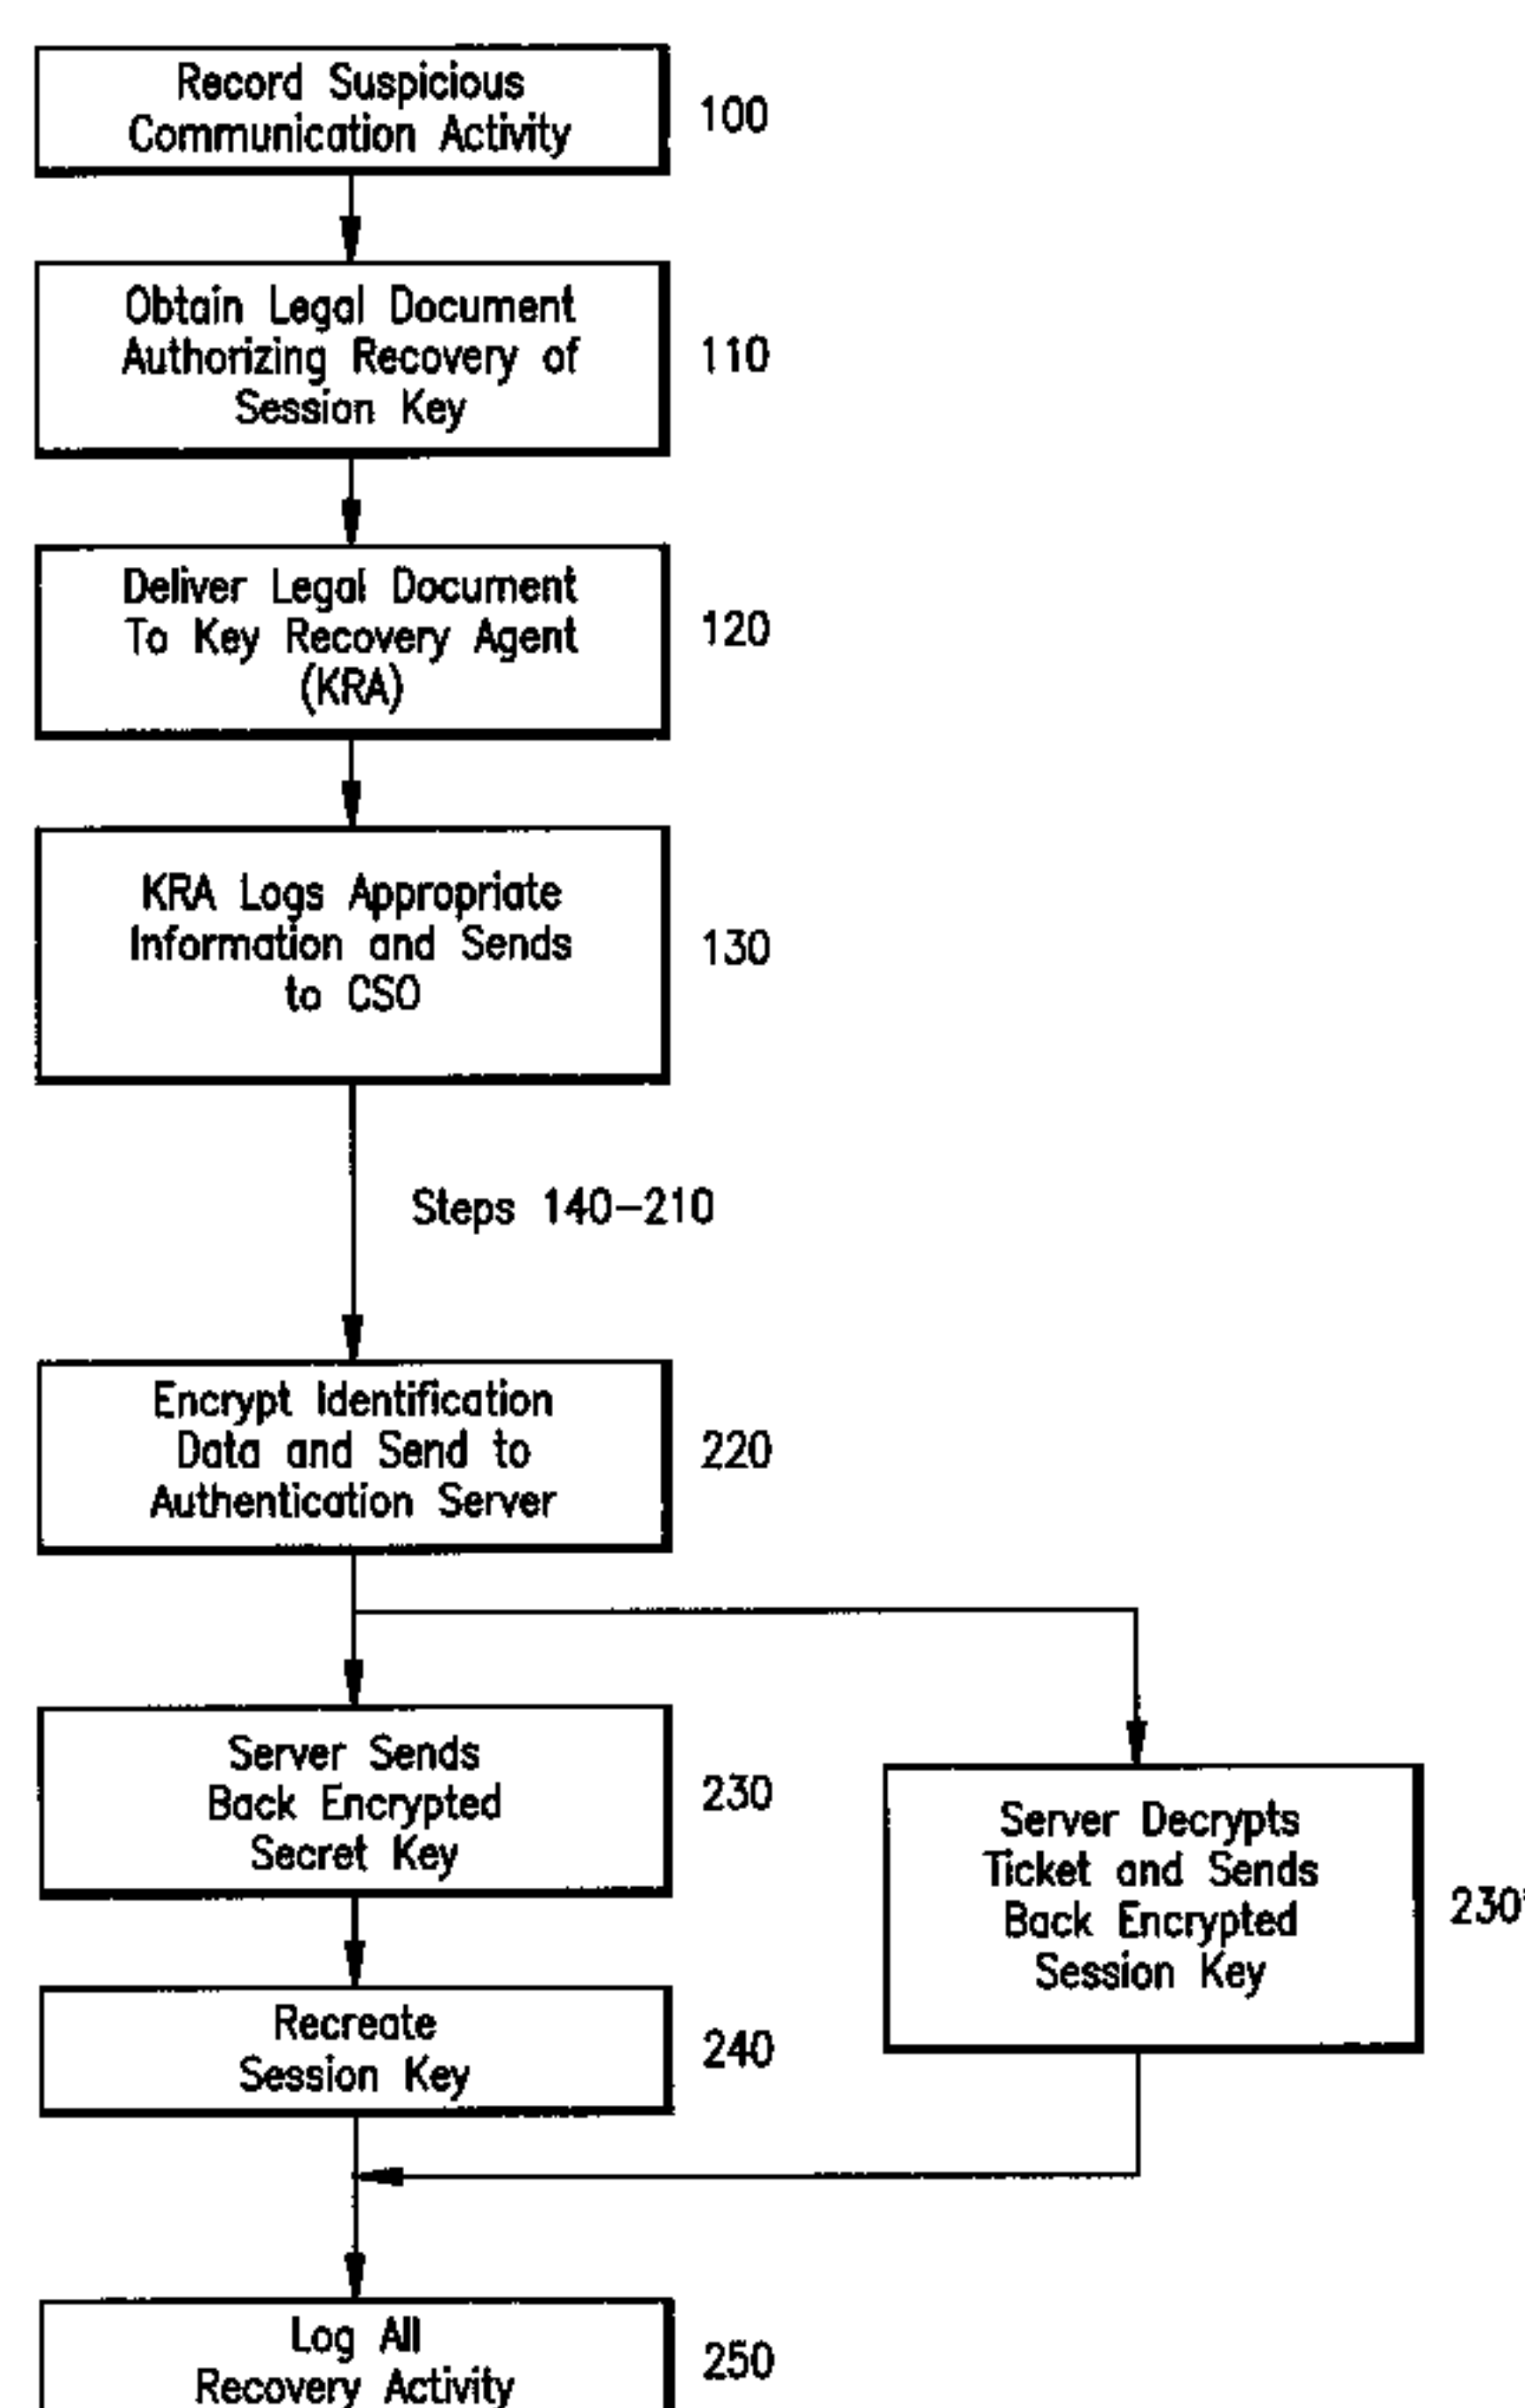 Record Suspicious
Communication Activity
100
Obtain Legal Document
Authorizing Recovery of
Session Key
110
Deliver Legal Document
To Key Recovery Agent
(KRA)
120
KRA Logs Appropriate
Information and Sends
to CSO
130
Steps 140-210
Encrypt Identification
Data and Send to
Authentication Server
220
Server Sends
Back Encrypted
Secret Key
230
Server Decrypts
Ticket and Sends
Back Encrypted
Session Key
230'
Recreate
Session Key
240
Log All
Recovery Activity
250